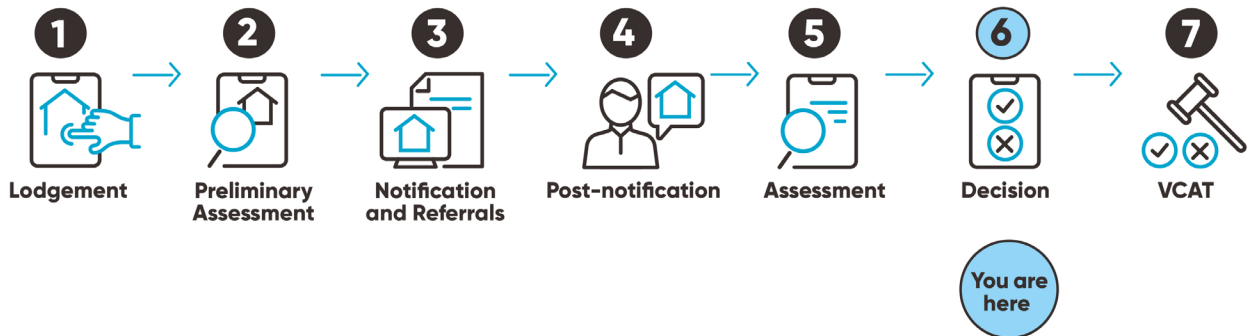 1
2
3
4
5
6
7
Lodgement
Preliminary
Assessment
Notification
and Referrals
Post-notification
Assessment
Decision
VCAT
You are
here